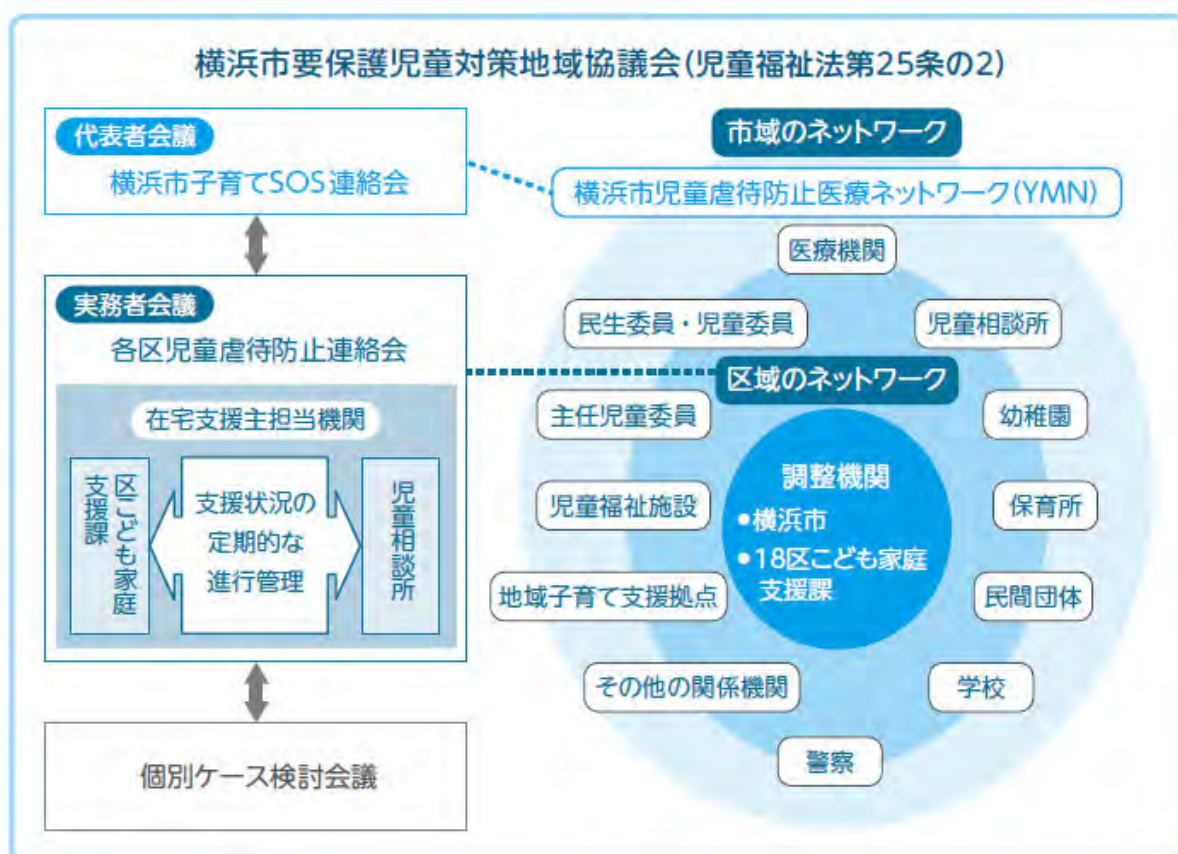 横浜市要保護児童対策地域協議会(児童福祉法第25条の2)
代表者会議
横浜市子育てSOS連絡会
実務者会議
各区児童虐待防止連絡会
在宅支援主担当機関
区こども家庭
支援課
支援状況の
定期的な
進行管理
児童相談所
個別ケース検討会議
市域のネットワーク
横浜市児童虐待防止医療ネットワーク(YMN)
医療機関
民生委員・児童委員
児童相談所
区域のネットワーク
主任児童委員
幼稚園
調整機関
•横浜市
•18区こども家庭
支援課
児童福祉施設
保育所
地域子育て支援拠点
民間団体
その他の関係機関
学校
警察